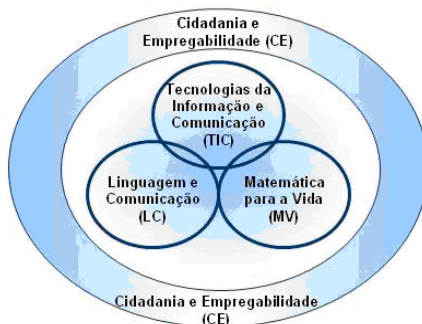 Cidadania e
Empregabilidade (CE)
Tecnologias da
Informação e
Comunicação
(TIC)
Linguagem e
Comunicação
(LC)
Matemática
para a Vida
(MV)
Cidadania e Empregabilidade
(CE)